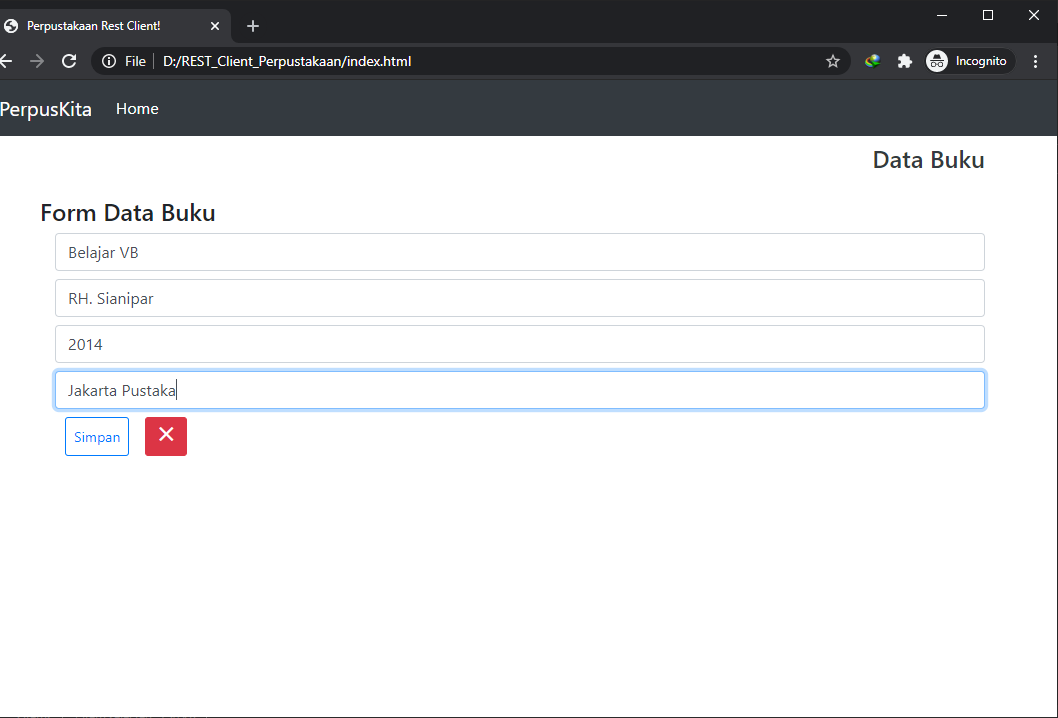 Perpustakaan Rest Client!
File D:/REST_Client_Perpustakaan/index.html Incognito
PerpusKita Home
Data Buku
Form Data Buku
Belajar VB
RH. Sianipar
2014
Jakarta Pustaka
Simpan